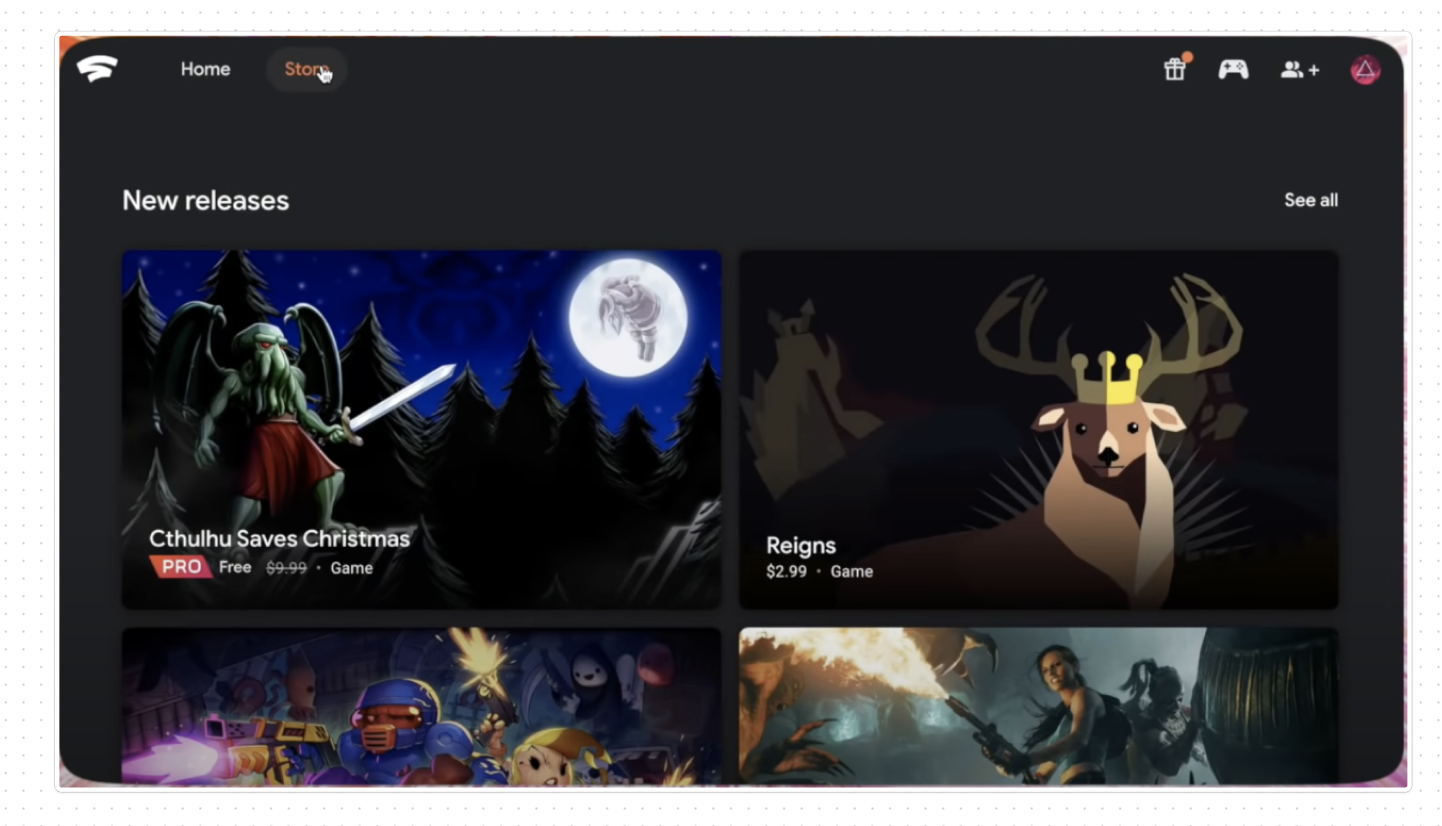 Home Store
New releases
See all
Cthulhu Saves Christmas
PRO Free $9.99 • Game
Reigns
$2.99 • Game